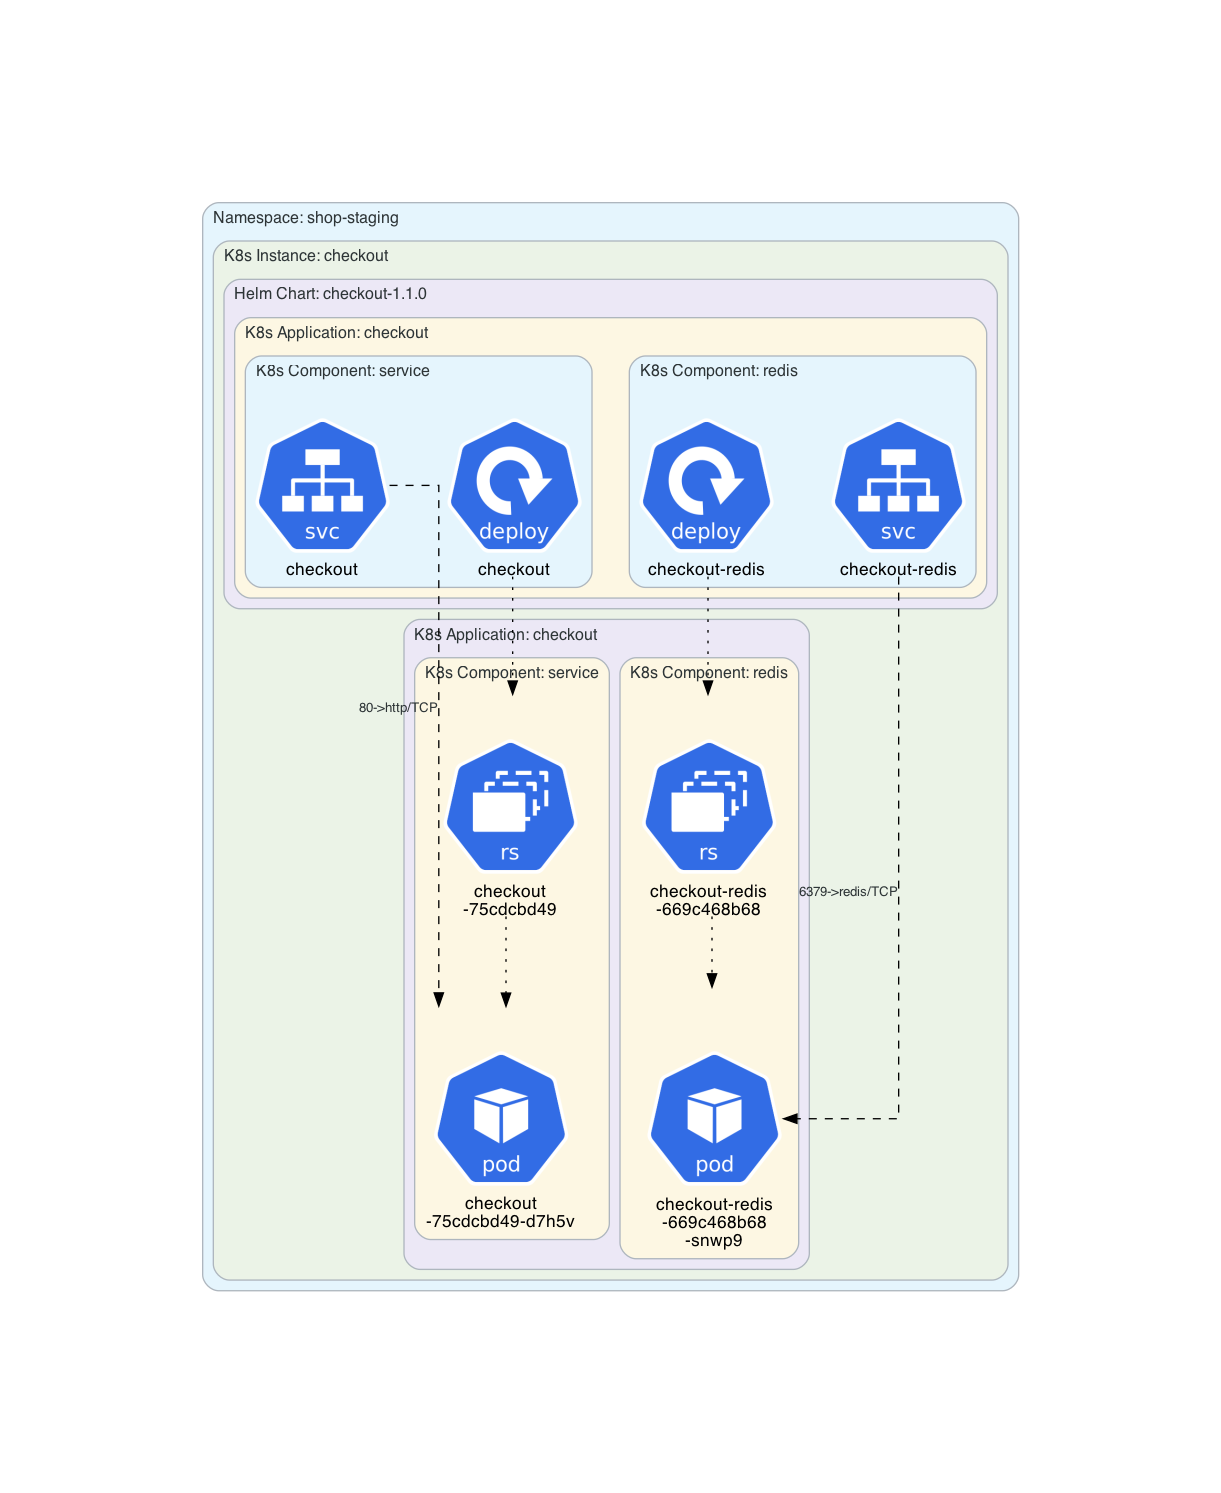 Namespace: shop-staging
K8s Instance: checkout
Helm Chart: checkout-1.1.0
K8s Application: checkout
K8s Component: service
K8s Component: redis
svc
deploy
deploy
svc
checkout
checkout
checkout-redis
checkout-redis
K8s Application: checkout
K8s Component: service
K8s Component: redis
80->http/TCP
rs
rs
checkout
-75cdcbd49
checkout-redis
-669c468b68
6379->redis/TCP
pod
pod
checkout
-75cdcbd49-d7h5v
checkout-redis
-669c468b68
-snwp9